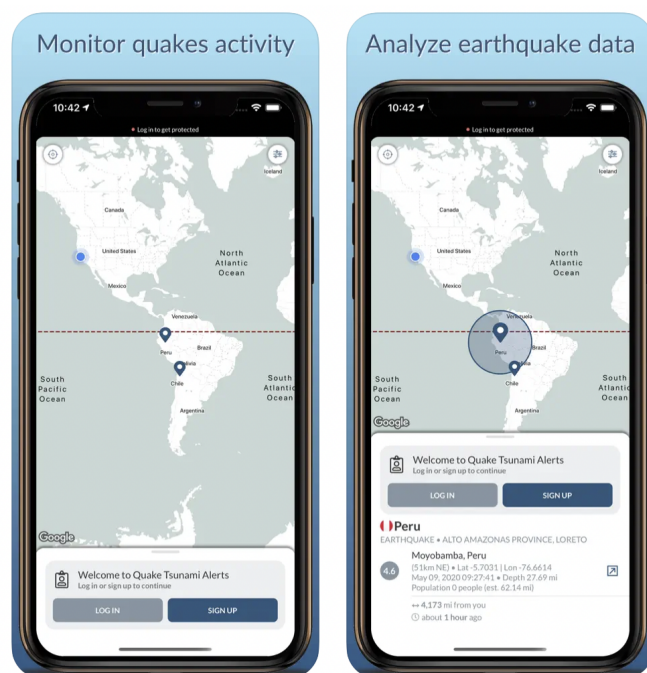 Monitor quakes activity
10:42
Log in to get protected
Iceland
Canada
United States
North
Atlantic
Ocean
Mexico
Venezuela
Peru
Brazil
Bolivia
Chile
South
Pacific
Ocean
South
Atlantic
Ocean
Argentina
Google
Welcome to Quake Tsunami Alerts
Log in or sign up to continue
LOG IN
SIGN UP
Analyze earthquake data
10:42
Log in to get protected
Iceland
Canada
United States
North
Atlantic
Ocean
Mexico
Venezuela
Peru
Brazil
Bolivia
Chile
South
Pacific
Ocean
South
Atlantic
Ocean
Argentina
Google
Welcome to Quake Tsunami Alerts
Log in or sign up to continue
LOG IN
SIGN UP
Peru
EARTHQUAKE • ALTO AMAZONAS PROVINCE, LORETO
Moyobamba, Peru
4.6
(51km NE) • Lat -5.7031 | Lon -76.6614
May 09, 2020 09:27:41 • Depth 27.69 mi
Population 0 people (est. 62.14 mi)
↔ 4,173 mi from you
about 1 hour ago